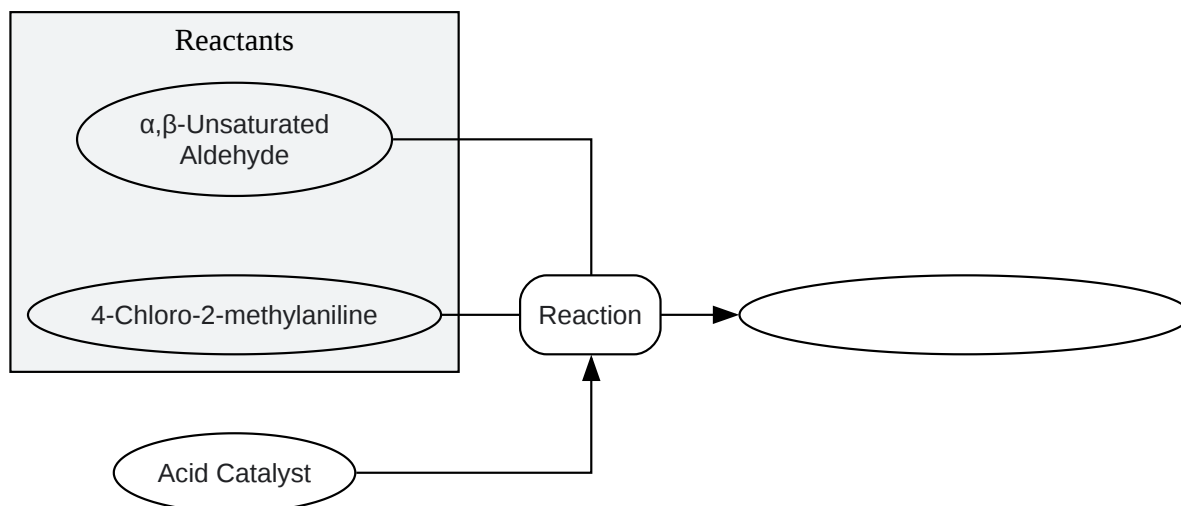 Reactants
α,β-Unsaturated
Aldehyde
4-Chloro-2-methylaniline
Reaction
Acid Catalyst